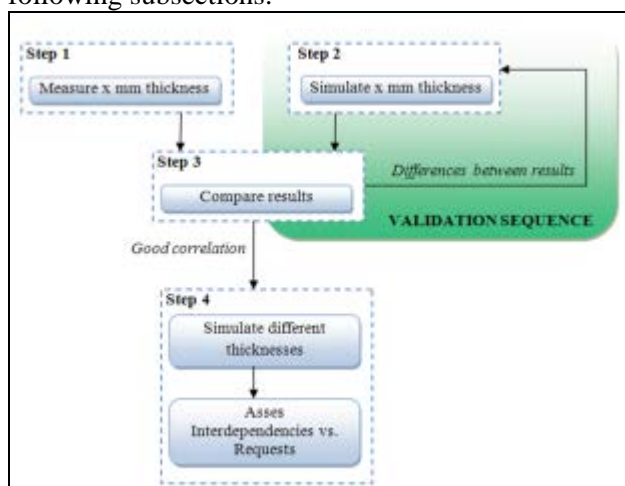 following subsections.
Step 1
Measure x mm thickness
Step 2
Simulate x mm thickness
Step 3
Compare results
Differences between results
VALIDATION SEQUENCE
Good correlation
Step 4
Simulate different
thicknesses
Asses
Interdependencies vs.
Requests